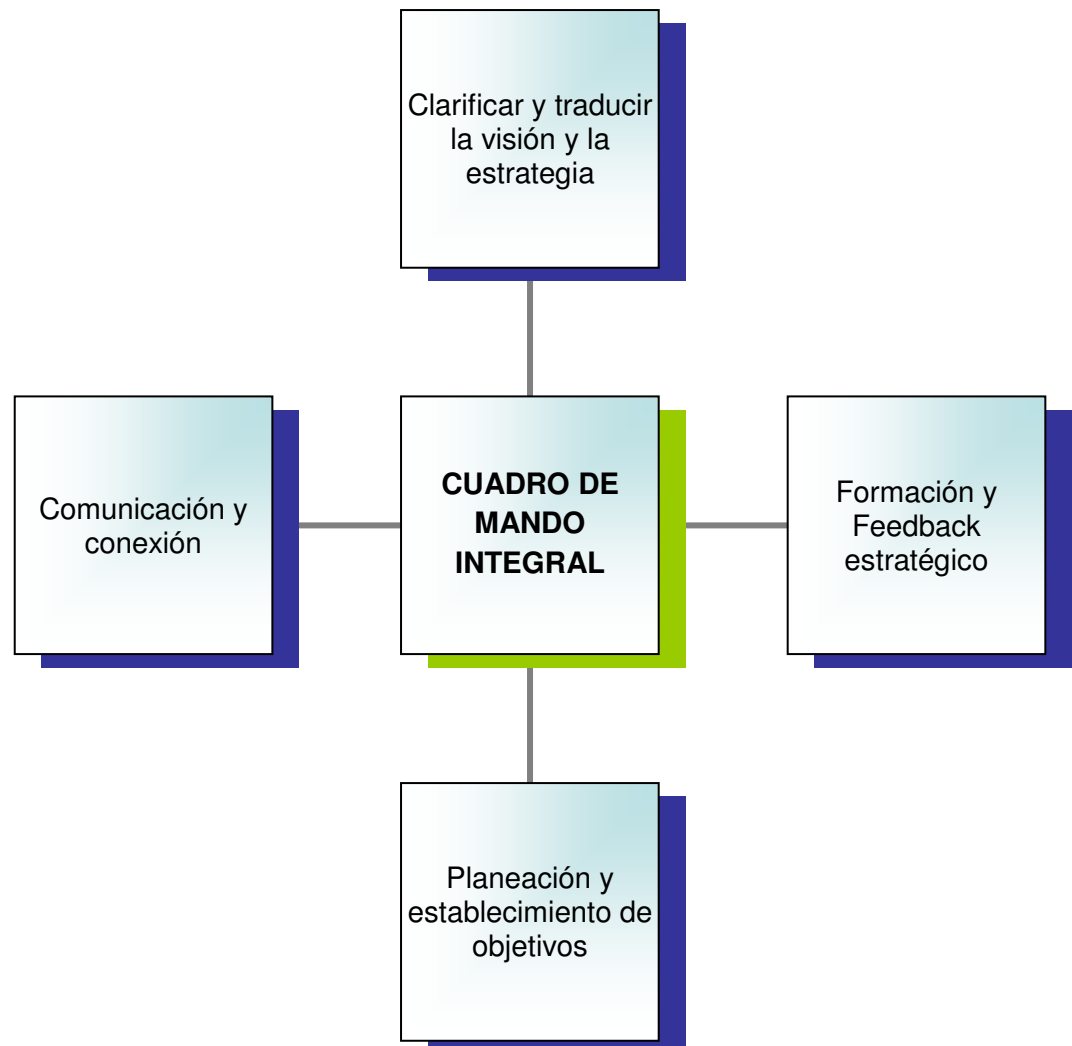 Clarificar y traducir
la visión y la
estrategia
Comunicación y
conexión
CUADRO DE
MANDO
INTEGRAL
Formación y
Feedback
estratégico
Planeación y
establecimiento de
objetivos